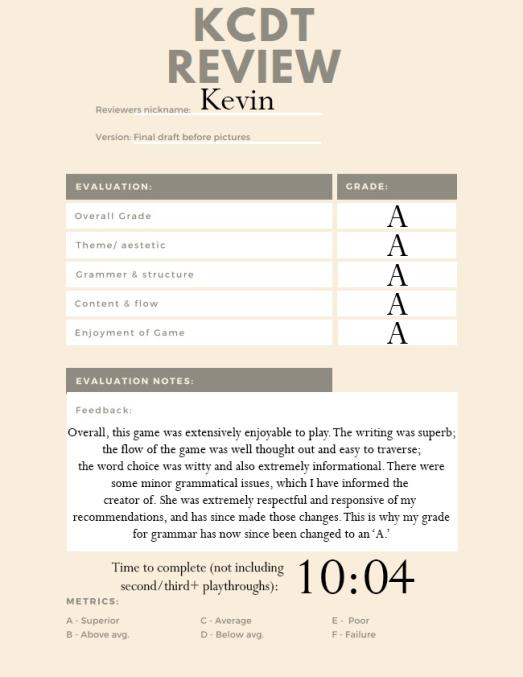 KCDT
REVIEW
Reviewers nickname: Kevin
Version: Final draft before pictures
EVALUATION: GRADE:
Overall Grade A
Theme/ aestetic A
Grammer & structure A
Content & flow A
Enjoyment of Game A
EVALUATION NOTES:
Feedback:
Overall, this game was extensively enjoyable to play. The writing was superb;
the flow of the game was well thought out and easy to traverse;
the word choice was witty and also extremely informational. There were
some minor grammatical issues, which I have informed the
creator of. She was extremely respectful and responsive of my
recommendations, and has since made those changes. This is why my grade
for grammar has now since been changed to an ‘A.’
Time to complete (not including
second/third+ playthroughs): 10:04
METRICS:
A - Superior C - Average E - Poor
B - Above avg. D - Below avg. F - Failure